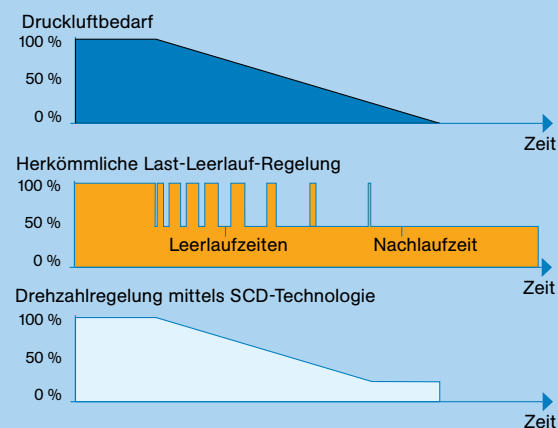 Druckluftbedarf
100 %
50 %
0 %
Zeit
Herkömmliche Last-Leerlauf-Regelung
100 %
50 %
Leerlaufzeiten Nachlaufzeit
0 %
Zeit
Drehzahlregelung mittels SCD-Technologie
100 %
50 %
0 %
Zeit